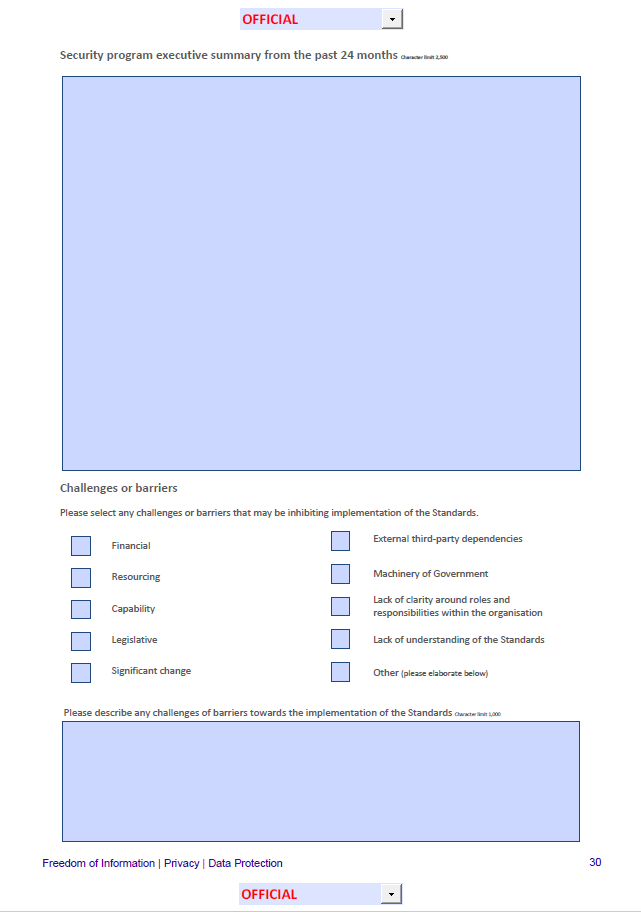 OFFICIAL
Security program executive summary from the past 24 months Character limit 2,500
Challenges or barriers
Please select any challenges or barriers that may be inhibiting implementation of the Standards.
Financial
Resourcing
Capability
Legislative
Significant change
External third-party dependencies
Machinery of Government
Lack of clarity around roles and
responsibilities within the organisation
Lack of understanding of the Standards
Other (please elaborate below)
Please describe any challenges of barriers towards the implementation of the Standards Character limit 1,000
Freedom of Information | Privacy | Data Protection 30
OFFICIAL